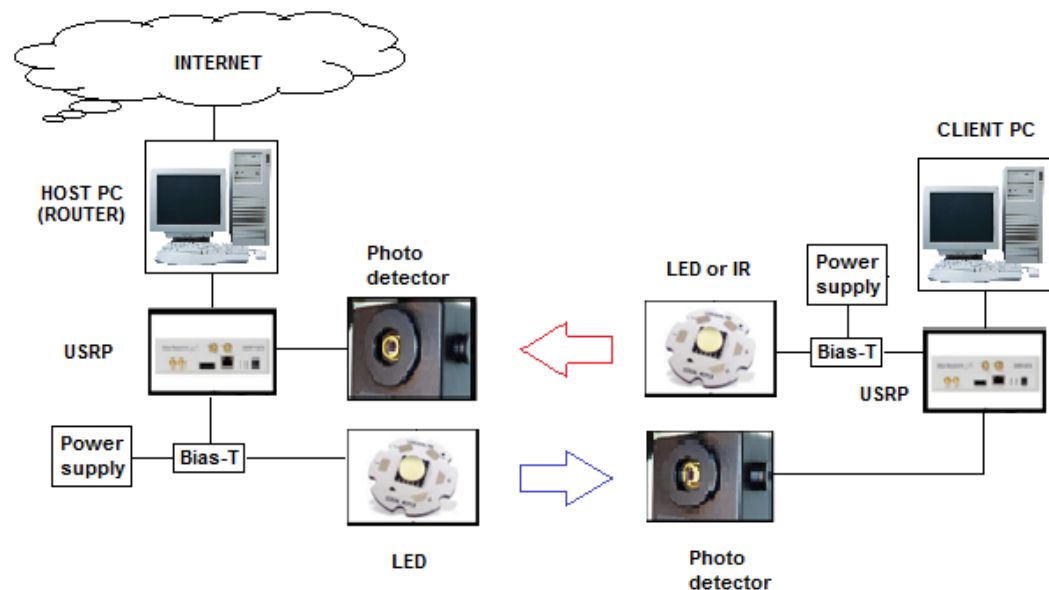 INTERNET
CLIENT PC
HOST PC
(ROUTER)
Photo
detector
LED or IR
Power
supply
USRP
Bias-T
USRP
Power
supply
Bias-T
LED
Photo
detector